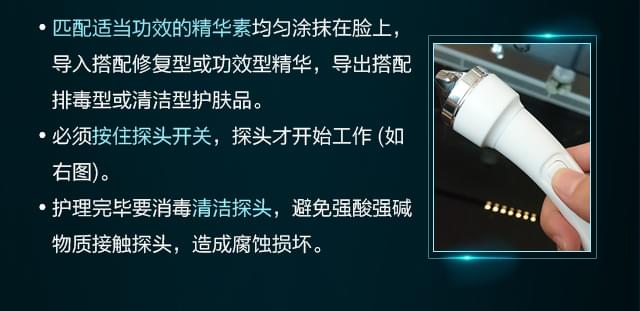 • 匹配适当功效的精华素均匀涂抹在脸上，
导入搭配修复型或功效型精华，导出搭配
排毒型或清洁型护肤品。
• 必须按住探头开关，探头才开始工作 (如
右图)。
• 护理完毕要消毒清洁探头，避免强酸强碱
物质接触探头，造成腐蚀损坏。